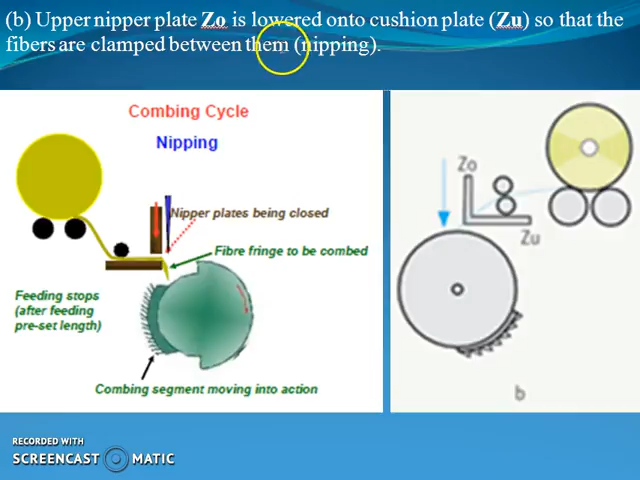 (b) Upper nipper plate Zo is lowered onto cushion plate (Zu) so that the
fibers are clamped between them (nipping).
Combing Cycle
Nipping
Nipper plates being closed
Fibre fringe to be combed
Feeding stops
(after feeding
pre-set length)
Combing segment moving into action
Zo
Zu
b
RECORDED WITH
SCREENCAST MATIC